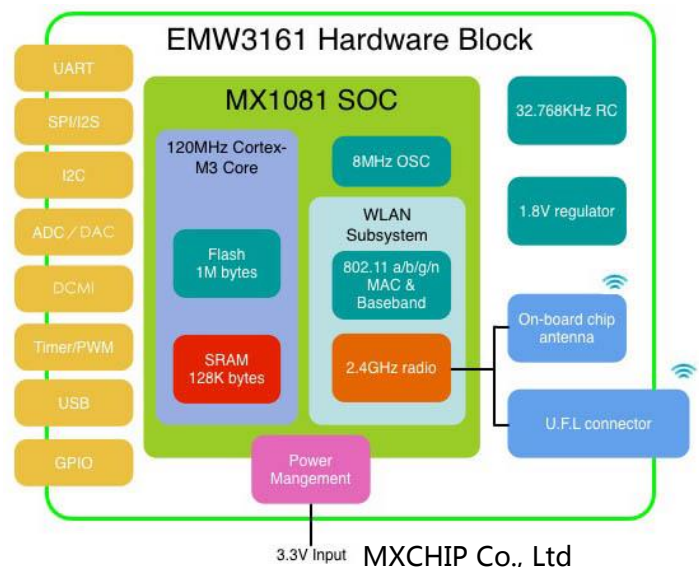 EMW3161 Hardware Block
UART
SPI/I2S
I2C
ADC／DAC
DCMI
Timer/PWM
USB
GPIO
MX1081 SOC
120MHz Cortex-
M3 Core
Flash
1M bytes
SRAM
128K bytes
8MHz OSC
WLAN
Subsystem
802.11 a/b/g/n
MAC &
Baseband
2.4GHz radio
32.768KHz RC
1.8V regulator
On-board chip
antenna
U.F.L connector
Power
Mangement
3.3V Input
MXCHIP Co., Ltd